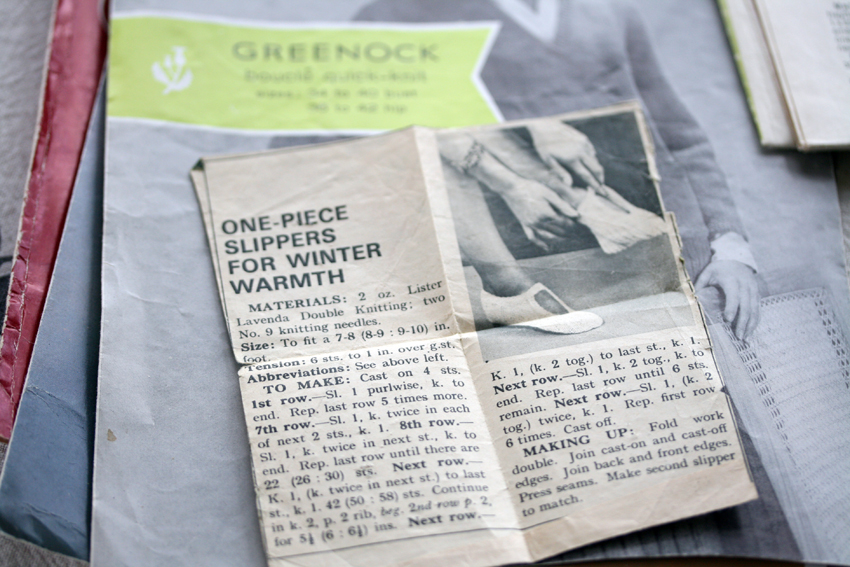 GREENOCK
double quick-knit
sizes: 34 to 40 bust
36 to 42 hip
ONE-PIECE
SLIPPERS
FOR WINTER
WARMTH
MATERIALS: 2 oz. Lister
Lavenda Double Knitting; two
No. 9 knitting needles.
Size: To fit a 7-8 (8-9 : 9-10) in.
foot.
Tension: 6 sts. to 1 in. over g.st.
Abbreviations: See above left.
TO MAKE: Cast on 4 sts.
1st row.—Sl. 1 purlwise, k. to
end. Rep. last row 5 times more.
7th row.—Sl. 1, k. twice in each
of next 2 sts., k. 1. 8th row.—
Sl. 1, k. twice in next st., k. to
end. Rep. last row until there are
22 (26 : 30) sts. Next row.—
K. 1, (k. twice in next st.) to last
st., k. 1. 42 (50 : 58) sts. Continue
in k. 2, p. 2 rib, beg. 2nd row p. 2,
for 5½ (6 : 6½) ins. Next row.—
K. 1, (k. 2 tog.) to last st., k. 1.
Next row.—Sl. 1, k. 2 tog., k. to
end. Rep. last row until 6 sts.
remain. Next row.—Sl. 1, (k. 2
tog.) twice, k. 1. Rep. first row
6 times. Cast off.
MAKING UP: Fold work
double. Join cast-on and cast-off
edges. Join back and front edges.
Press seams. Make second slipper
to match.